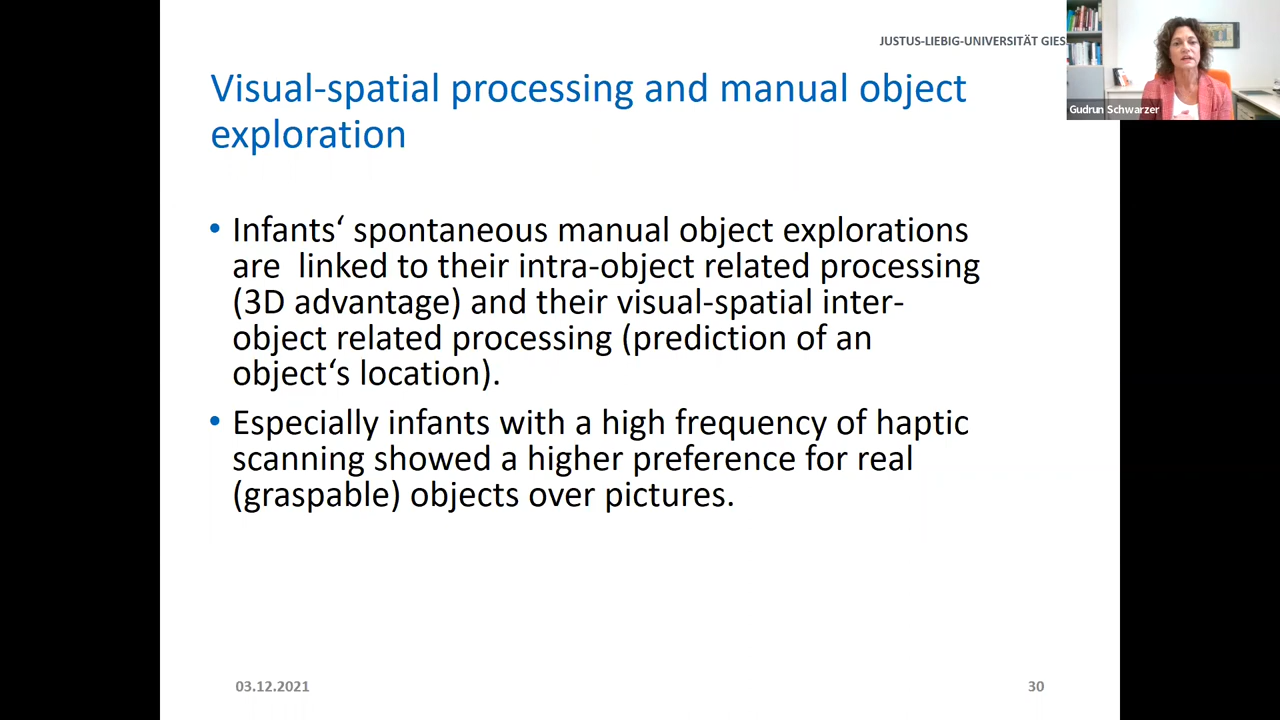 JUSTUS-LIEBIG-UNIVERSITÄT GIES
Gudrun Schwarzer
Visual-spatial processing and manual object
exploration
• Infants‘ spontaneous manual object explorations
are  linked to their intra-object related processing
(3D advantage) and their visual-spatial inter-
object related processing (prediction of an
object‘s location).
• Especially infants with a high frequency of haptic
scanning showed a higher preference for real
(graspable) objects over pictures.
03.12.2021
30